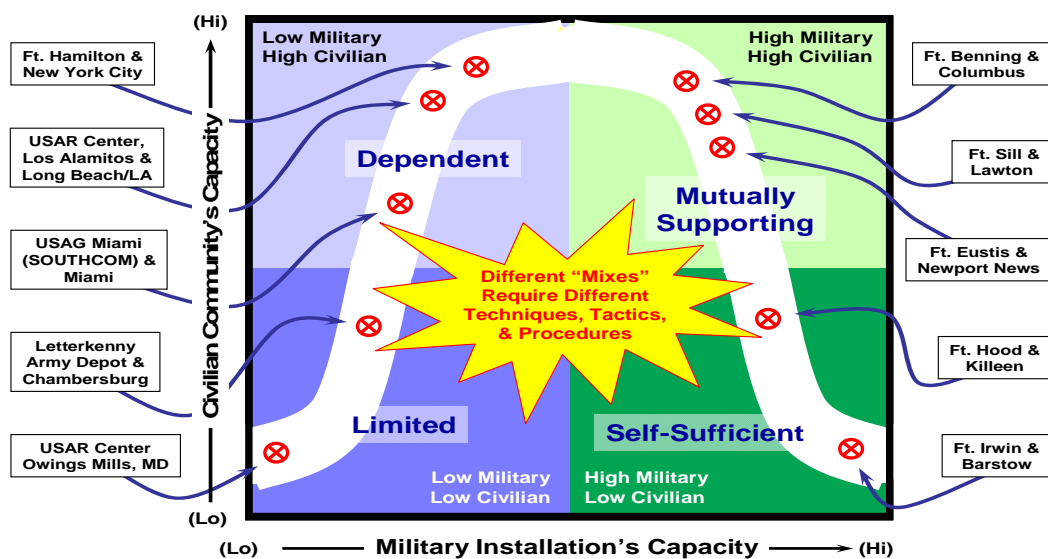 (Hi)
Civilian Community's Capacity
(Lo)
Ft. Hamilton &
New York City
USAR Center,
Los Alamitos &
Long Beach/LA
USAG Miami
(SOUTHCOM) &
Miami
Letterkenny
Army Depot &
Chambersburg
USAR Center
Owings Mills, MD
Low Military
High Civilian
High Military
High Civilian
Dependent
Mutually
Supporting
Different “Mixes”
Require Different
Techniques, Tactics,
& Procedures
Limited
Self-Sufficient
Low Military
Low Civilian
High Military
Low Civilian
Ft. Benning &
Columbus
Ft. Sill &
Lawton
Ft. Eustis &
Newport News
Ft. Hood &
Killeen
Ft. Irwin &
Barstow
(Lo)
Military Installation's Capacity
(Hi)